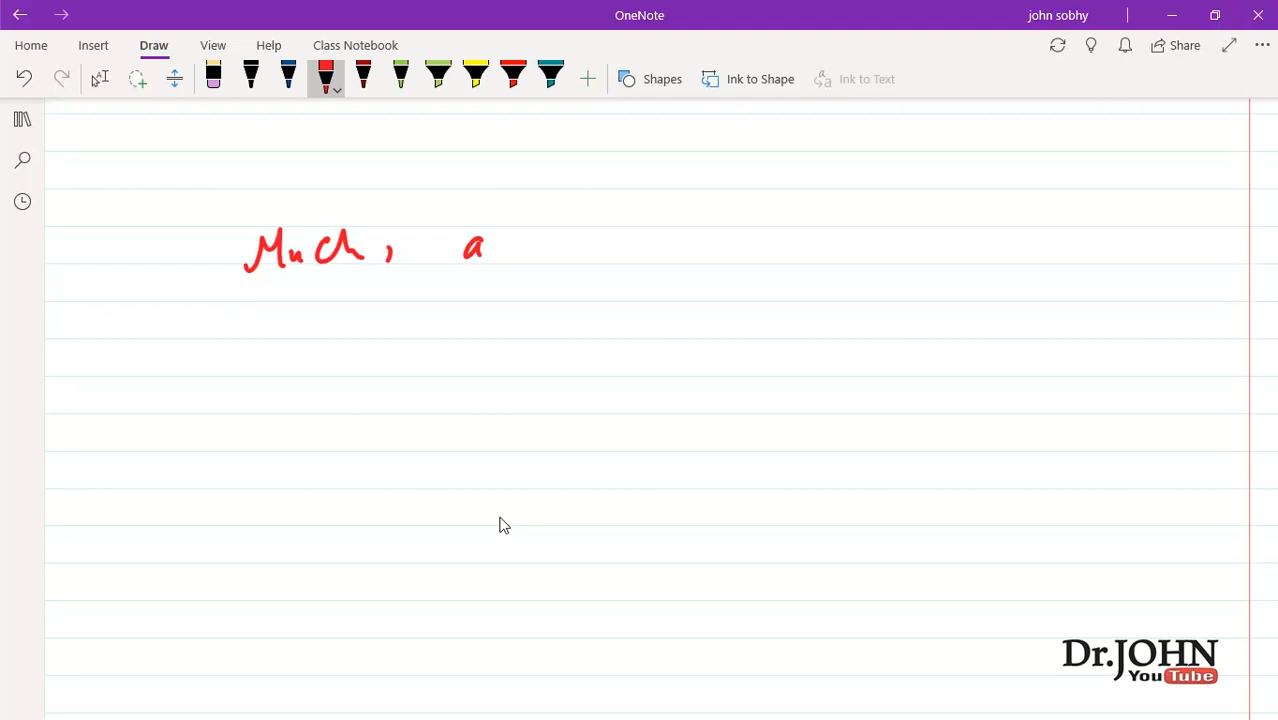 OneNote
john sobhy
Home Insert Draw View Help Class Notebook
Share
Shapes Ink to Shape Ink to Text
Much, a
Dr.JOHN
YouTube